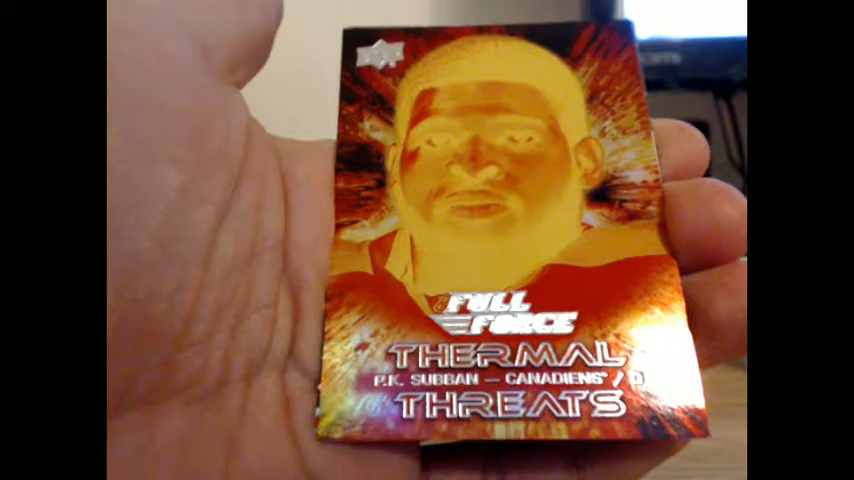 FULL
FORCE
THERMAL
P.K. SUBBAN — CANADIENS® / D
THREATS